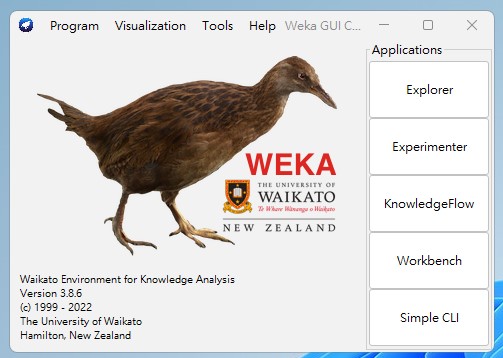 Program Visualization Tools Help Weka GUI C...
Applications
Explorer
Experimenter
KnowledgeFlow
Workbench
Simple CLI
WEKA
THE UNIVERSITY OF
WAIKATO
Te Whare Wānanga o Waikato
NEW ZEALAND
Waikato Environment for Knowledge Analysis
Version 3.8.6
(c) 1999 - 2022
The University of Waikato
Hamilton, New Zealand